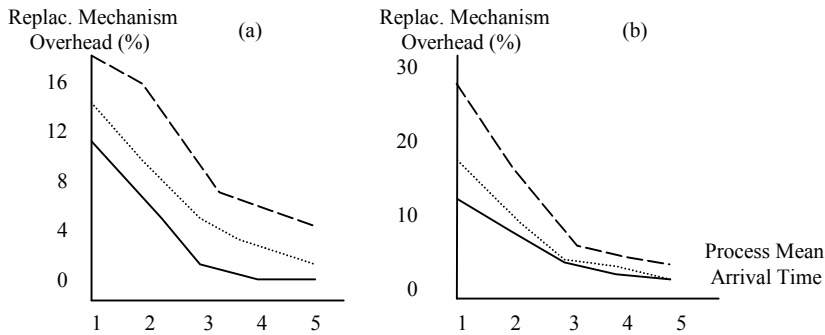 Replac. Mechanism
Overhead (%)
(a)
16
12
8
4
0
1 2 3 4 5
Replac. Mechanism
Overhead (%)
(b)
30
20
10
0
1 2 3 4 5
Process Mean
Arrival Time